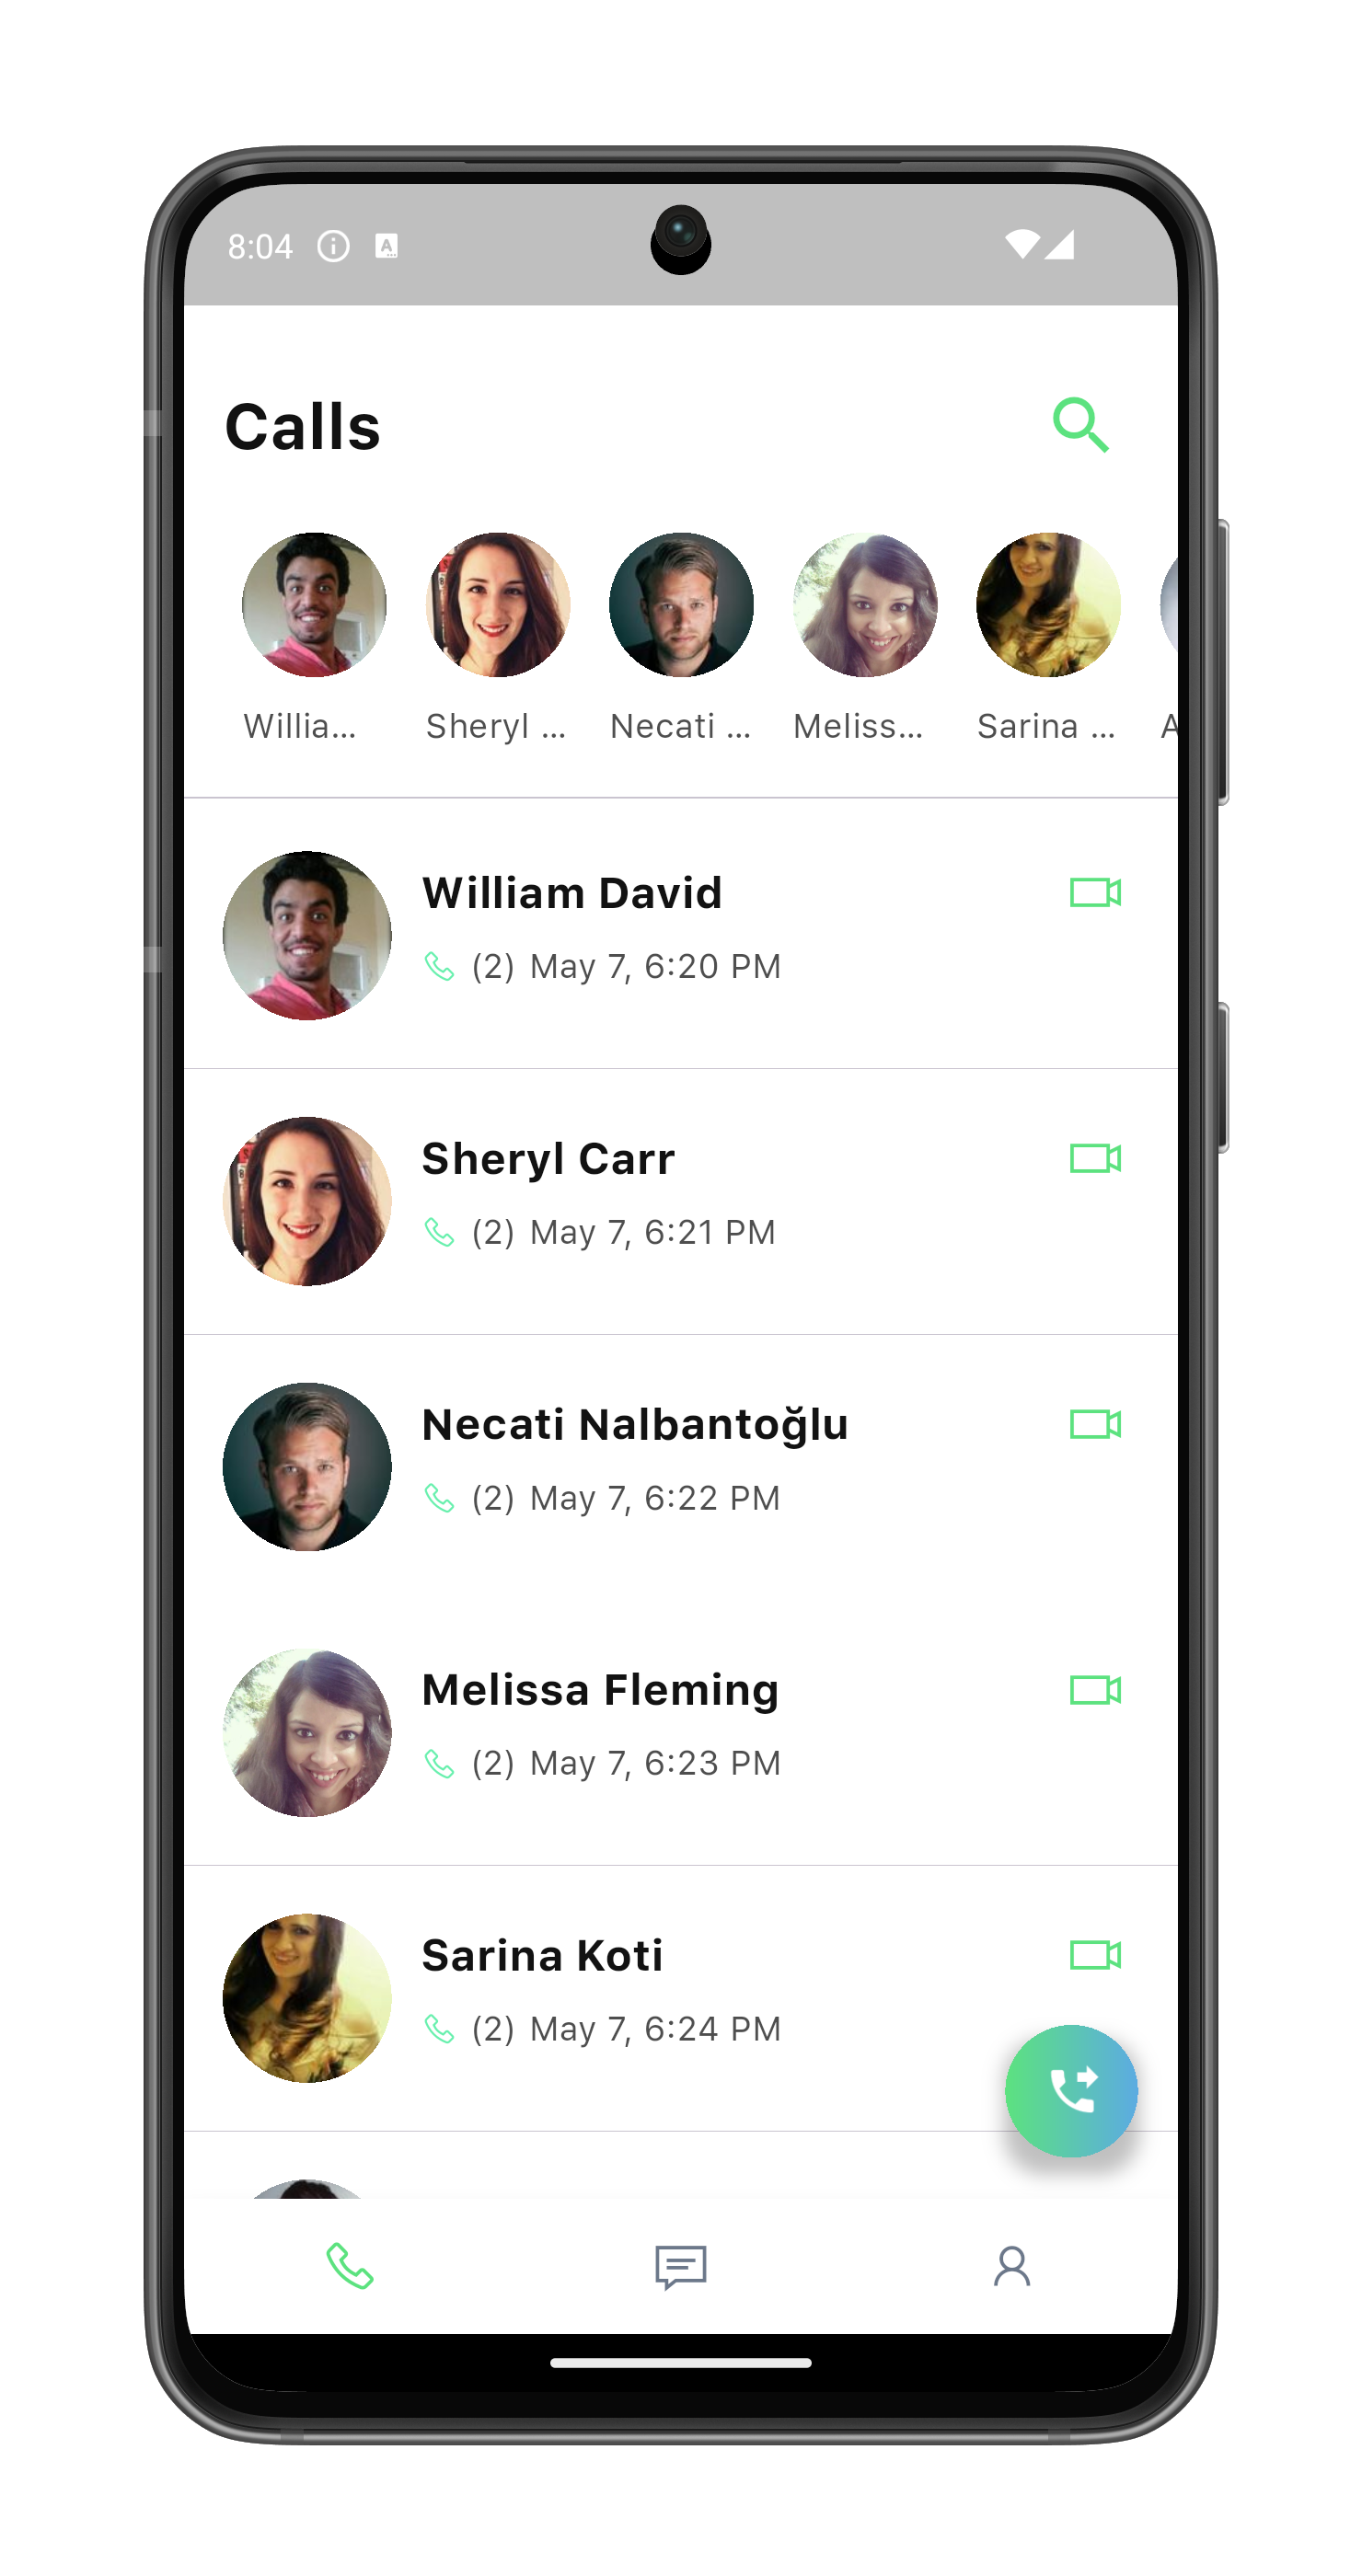 8:04
Calls
Willia... Sheryl ... Necati ... Meliss... Sarina ... A
William David
(2) May 7, 6:20 PM
Sheryl Carr
(2) May 7, 6:21 PM
Necati Nalbantoğlu
(2) May 7, 6:22 PM
Melissa Fleming
(2) May 7, 6:23 PM
Sarina Koti
(2) May 7, 6:24 PM